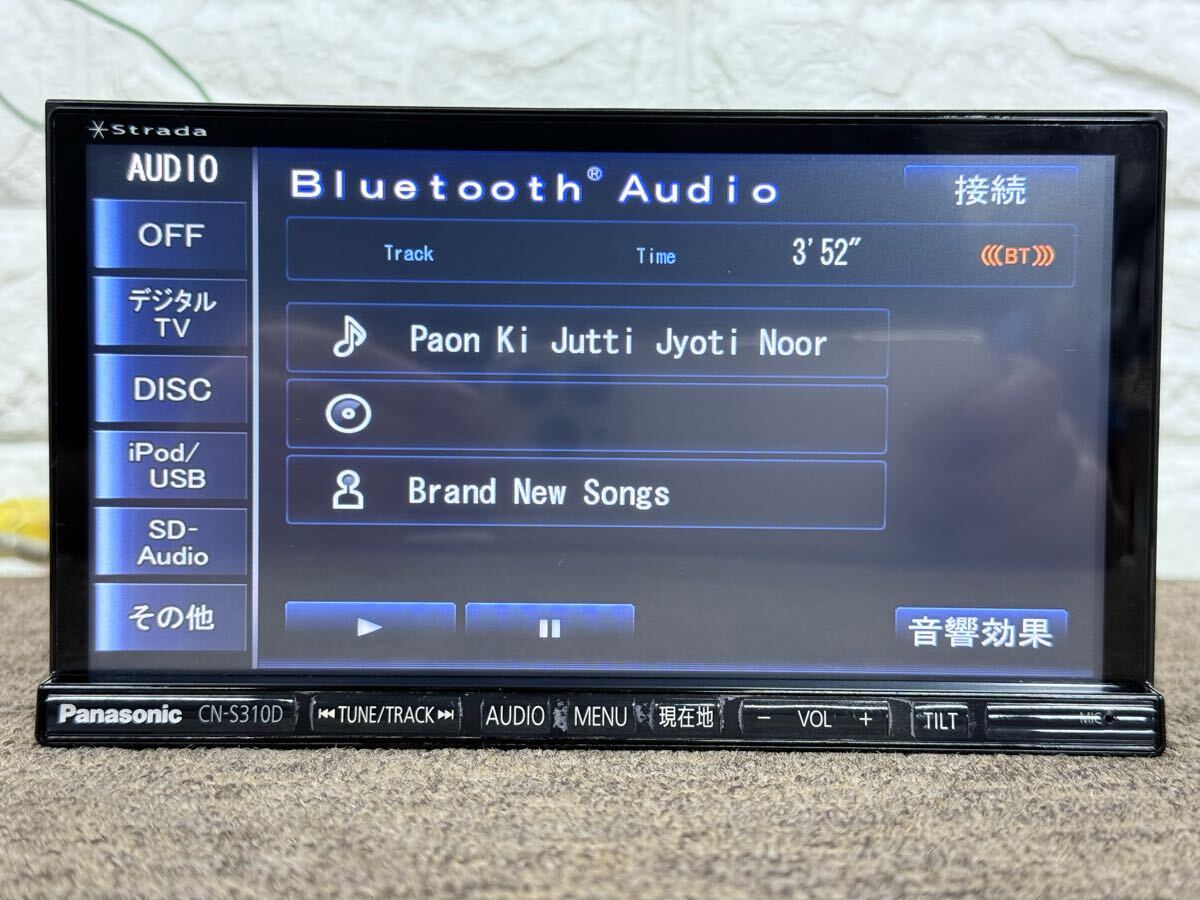 Strada
AUDIO
OFF
デジタル
TV
DISC
iPod/
USB
SD-
Audio
その他
Bluetooth® Audio
接続
Track Time 3'52″ BT
Paon Ki Jutti Jyoti Noor
Brand New Songs
音響効果
Panasonic CN-S310D TUNE/TRACK AUDIO MENU 現在地 − VOL + TILT MIC